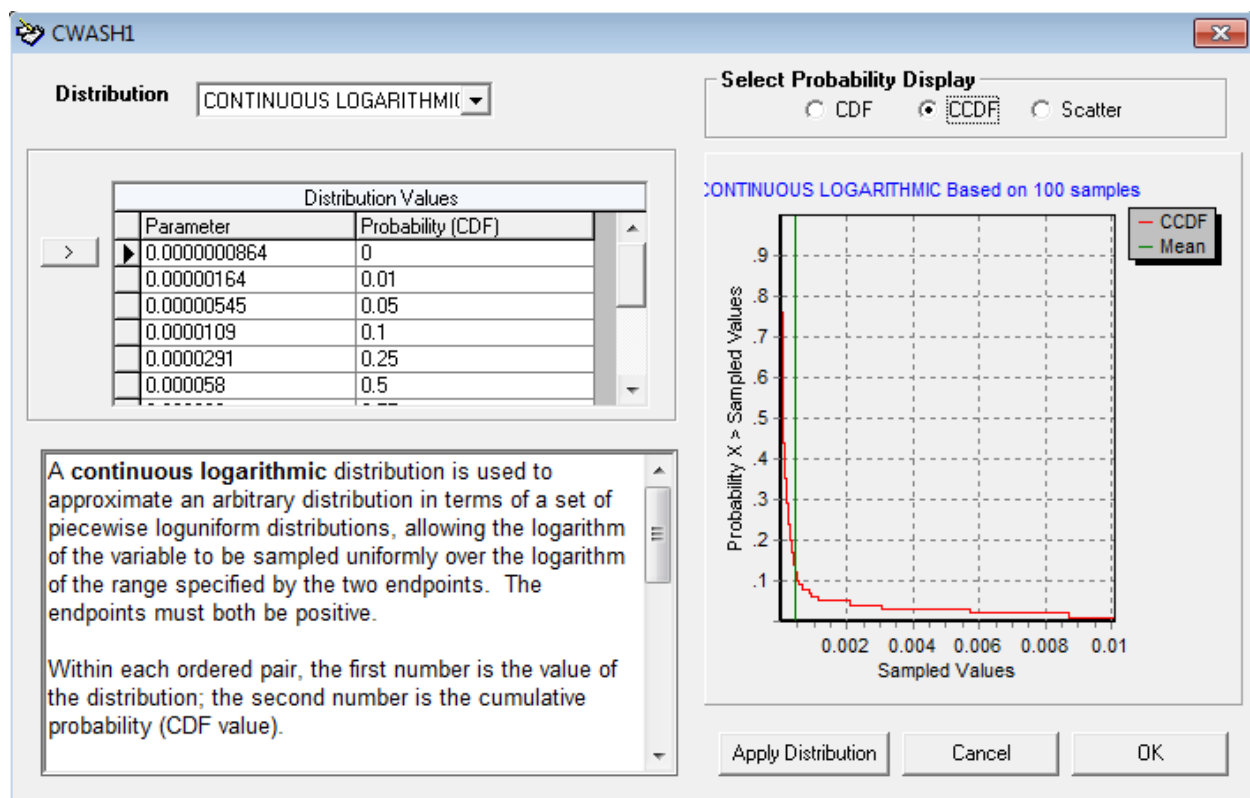 CWASH1
Distribution
CONTINUOUS LOGARITHMI(
Select Probability Display
CDF CCDF Scatter
Distribution Values
Parameter Probability (CDF)
>
0.0000000864 0
0.00000164 0.01
0.00000545 0.05
0.0000109 0.1
0.0000291 0.25
0.000058 0.5
A continuous logarithmic distribution is used to
approximate an arbitrary distribution in terms of a set of
piecewise loguniform distributions, allowing the logarithm
of the variable to be sampled uniformly over the logarithm
of the range specified by the two endpoints. The
endpoints must both be positive.
Within each ordered pair, the first number is the value of
the distribution; the second number is the cumulative
probability (CDF value).
CONTINUOUS LOGARITHMIC Based on 100 samples
CCDF
Mean
Probability X > Sampled Values
.9
.8
.7
.6
.5
.4
.3
.2
.1
0.002 0.004 0.006 0.008 0.01
Sampled Values
Apply Distribution Cancel OK